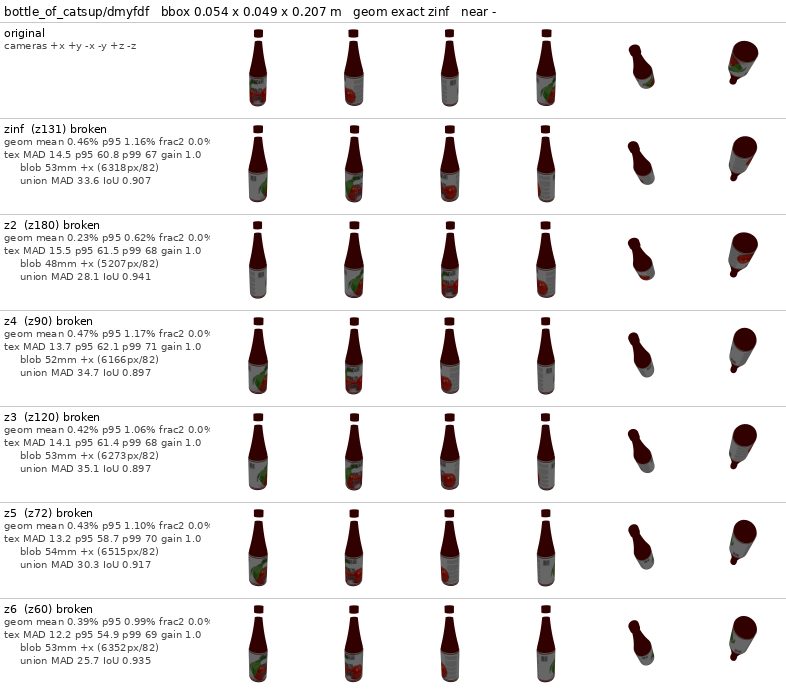 bottle_of_catsup/dmyfdf bbox 0.054 x 0.049 x 0.207 m geom exact zinf near -
original
cameras +x +y -x -y +z -z
zinf (z131) broken
geom mean 0.46% p95 1.16% frac2 0.0%
tex MAD 14.5 p95 60.8 p99 67 gain 1.0
blob 53mm +x (6318px/82)
union MAD 33.6 IoU 0.907
z2 (z180) broken
geom mean 0.23% p95 0.62% frac2 0.0%
tex MAD 15.5 p95 61.5 p99 68 gain 1.0
blob 48mm +x (5207px/82)
union MAD 28.1 IoU 0.941
z4 (z90) broken
geom mean 0.47% p95 1.17% frac2 0.0%
tex MAD 13.7 p95 62.1 p99 71 gain 1.0
blob 52mm +x (6166px/82)
union MAD 34.7 IoU 0.897
z3 (z120) broken
geom mean 0.42% p95 1.06% frac2 0.0%
tex MAD 14.1 p95 61.4 p99 68 gain 1.0
blob 53mm +x (6273px/82)
union MAD 35.1 IoU 0.897
z5 (z72) broken
geom mean 0.43% p95 1.10% frac2 0.0%
tex MAD 13.2 p95 58.7 p99 70 gain 1.0
blob 54mm +x (6515px/82)
union MAD 30.3 IoU 0.917
z6 (z60) broken
geom mean 0.39% p95 0.99% frac2 0.0%
tex MAD 12.2 p95 54.9 p99 69 gain 1.0
blob 53mm +x (6352px/82)
union MAD 25.7 IoU 0.935